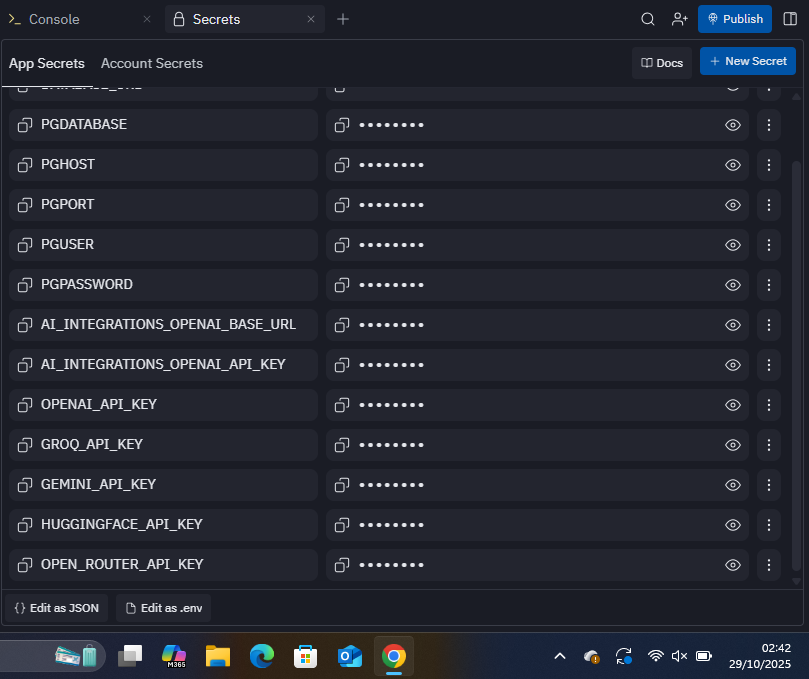 Console
Secrets
Publish
App Secrets
Account Secrets
Docs
New Secret
PGDATABASE
PGHOST
PGPORT
PGUSER
PGPASSWORD
AI_INTEGRATIONS_OPENAI_BASE_URL
AI_INTEGRATIONS_OPENAI_API_KEY
OPENAI_API_KEY
GROQ_API_KEY
GEMINI_API_KEY
HUGGINGFACE_API_KEY
OPEN_ROUTER_API_KEY
{} Edit as JSON
Edit as .env
M365
02:42
29/10/2025